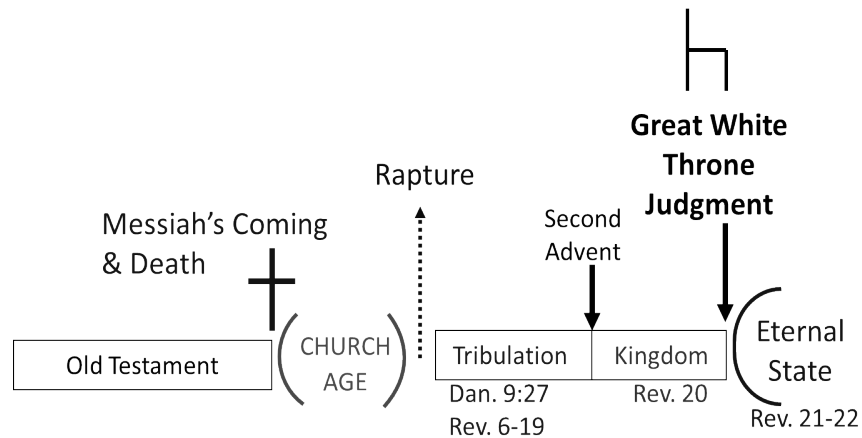 Great White
Throne
Judgment
Rapture
Messiah's Coming
& Death
Second
Advent
Old Testament
CHURCH
AGE
Tribulation
Kingdom
Eternal
State
Dan. 9:27
Rev. 6-19
Rev. 20
Rev. 21-22